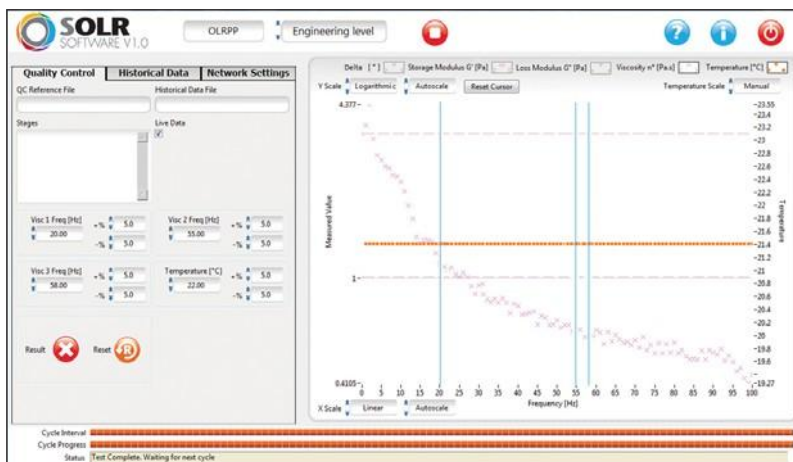 SOLR
SOFTWARE V1.0
OLRPP
Engineering level
Quality Control
Historical Data
Network Settings
QC Reference File
Historical Data File
Stages
Live Data
Visc 1 Freq [Hz]
20.00
+% 5.0
-% 5.0
Visc 2 Freq [Hz]
55.00
+% 5.0
-% 5.0
Visc 3 Freq [Hz]
58.00
+% 5.0
-% 5.0
Temperature [°C]
22.00
+% 5.0
-% 5.0
Result
Reset
R
?
i
Delta [°]
Storage Modulus G' [Pa]
Loss Modulus G" [Pa]
Viscosity n* [Pa.s]
Temperature [°C]
Y Scale
Logarithmic
Autoscale
Reset Cursor
Temperature Scale
Manual
4.377
1
0.4105
Measured Value
23.55
23.4
23.2
23
22.8
22.6
22.4
22.2
22
21.8
21.6
21.4
21.2
21
20.8
20.6
20.4
20.2
20
19.8
19.6
19.27
Temperature
0 5 10 15 20 25 30 35 40 45 50 55 60 65 70 75 80 85 90 95 100
Frequency [Hz]
X Scale
Linear
Autoscale
Cycle Interval
Cycle Progress
Status
Test Complete. Waiting for next cycle